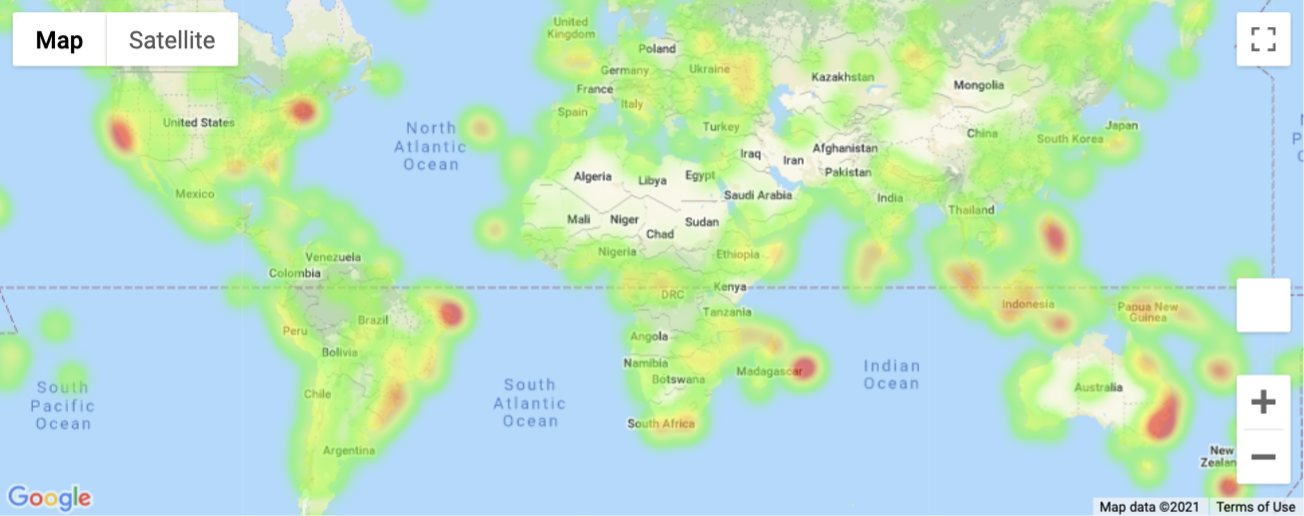 Map
Satellite
United
Kingdom
Poland
Germany
Ukraine
France
Kazakhstan
Mongolia
Spain
Italy
United States
North
Atlantic
Ocean
Turkey
China
South Korea
Japan
Iraq
Iran
Afghanistan
Pakistan
Algeria
Libya
Egypt
Saudi Arabia
India
Mexico
Mali
Niger
Sudan
Thailand
Chad
Venezuela
Nigeria
Ethiopia
Colombia
DRC
Kenya
Indonesia
Papua New
Guinea
Tanzania
Peru
Brazil
Angola
Bolivia
Namibia
Madagascar
Indian
Ocean
Botswana
Australia
South
Pacific
Ocean
Chile
South
Atlantic
Ocean
South Africa
Argentina
New
Zealan
Google
Map data ©2021
Terms of Use